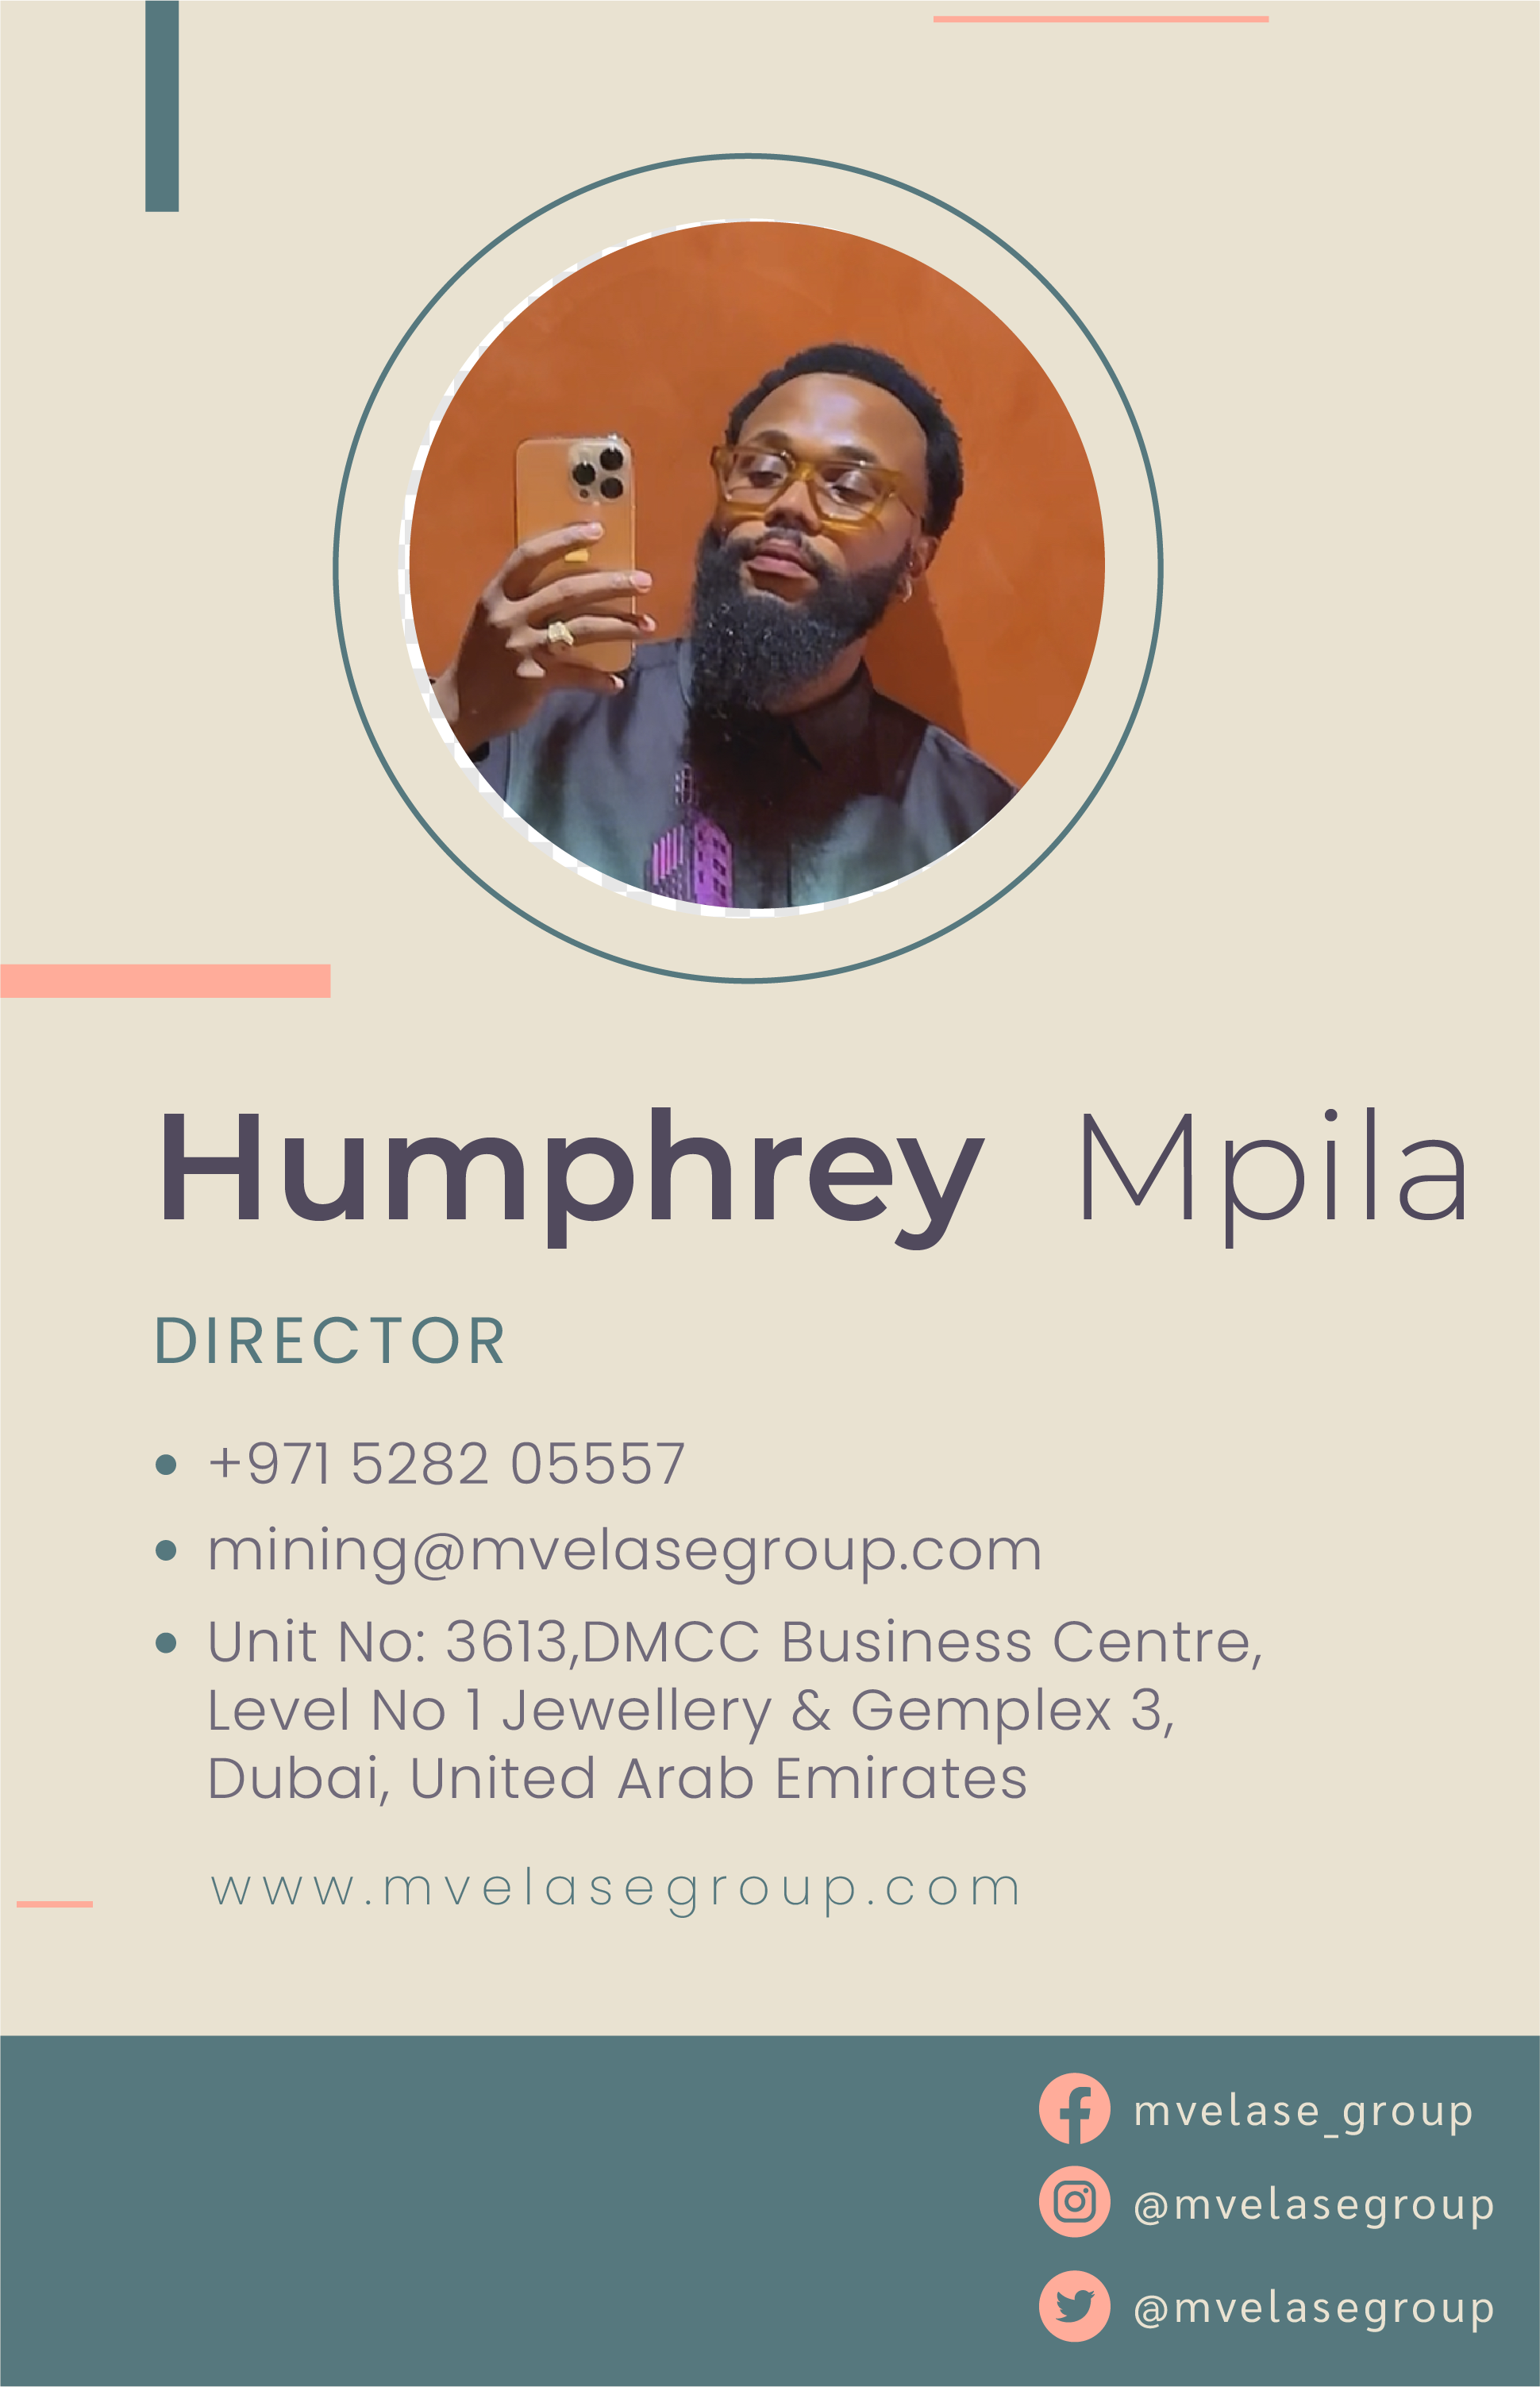 Humphrey Mpila
DIRECTOR
+971 5282 05557
mining@mvelasegroup.com
Unit No: 3613,DMCC Business Centre,
Level No 1 Jewellery & Gemplex 3,
Dubai, United Arab Emirates
www.mvelasegroup.com
mvelase_group
@mvelasegroup
@mvelasegroup